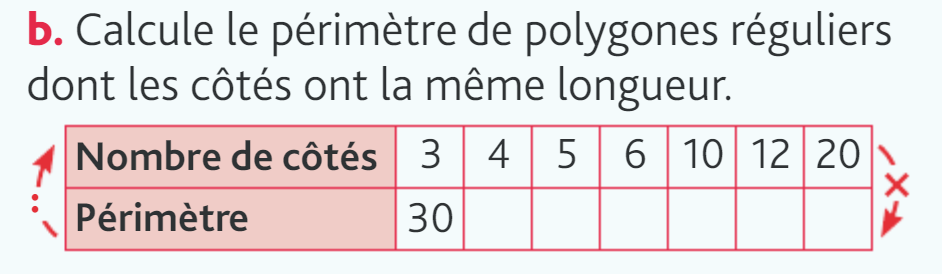 b. Calcule le périmètre de polygones réguliers
dont les côtés ont la même longueur.
Nombre de côtés 3 4 5 6 10 12 20
Périmètre 30
: ×